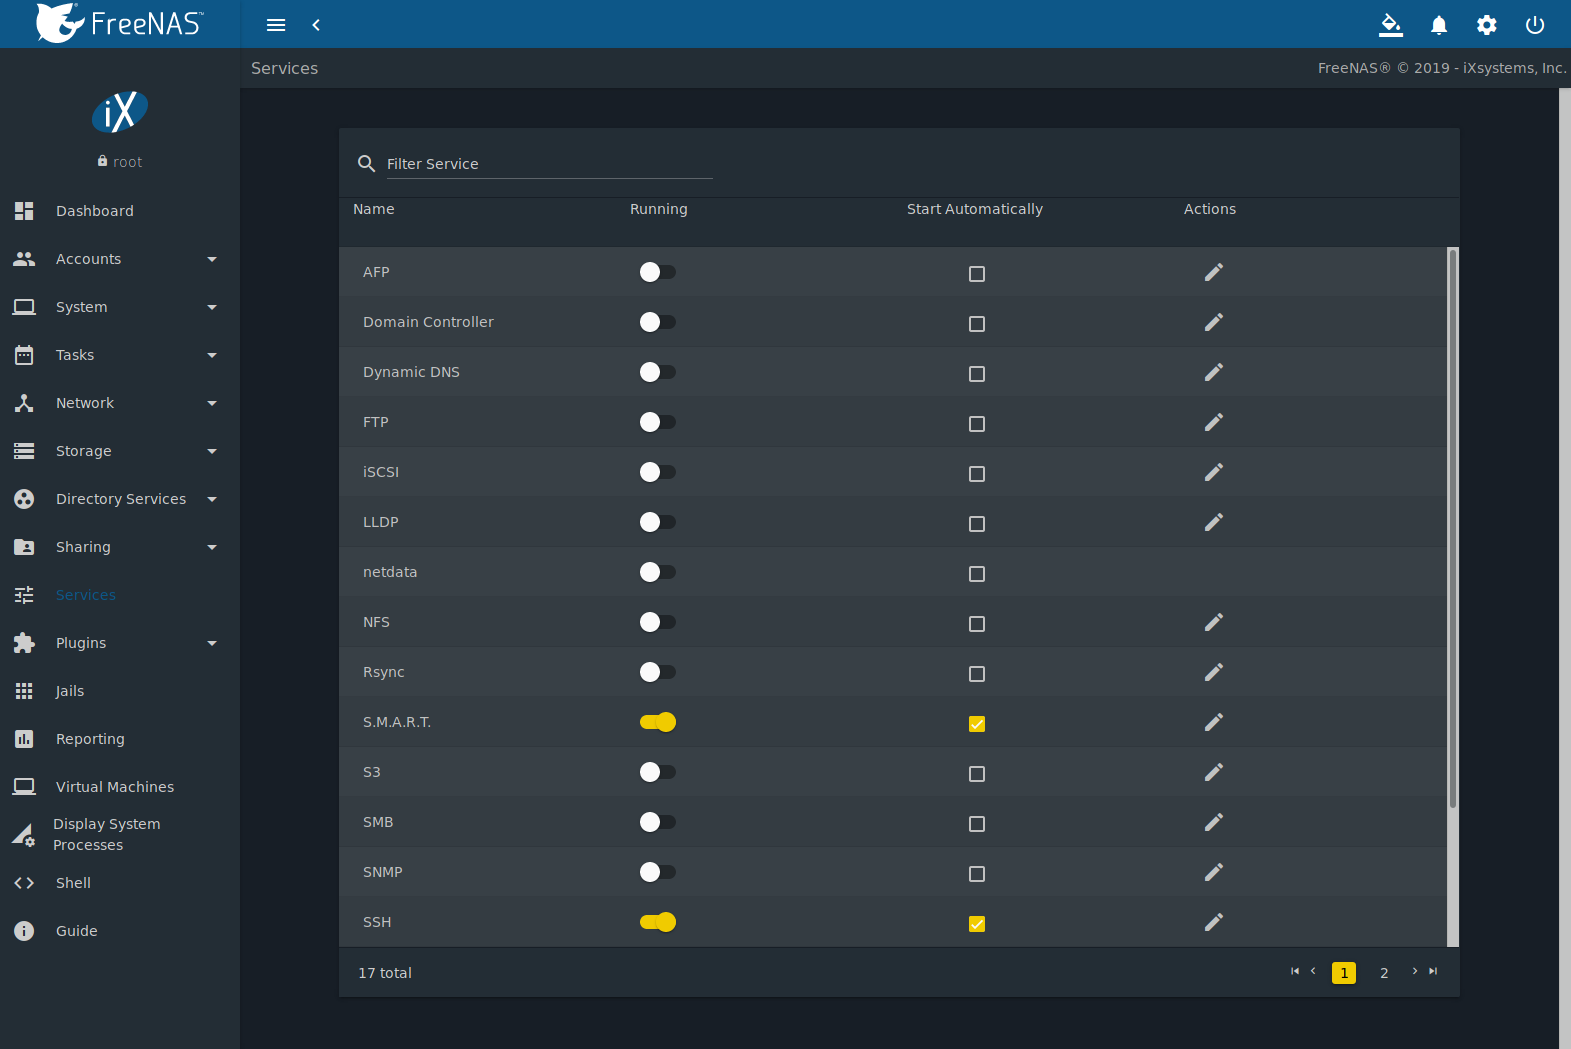 FreeNAS™
Services
FreeNAS® © 2019 - iXsystems, Inc.
iX
root
Dashboard
Accounts
System
Tasks
Network
Storage
Directory Services
Sharing
Services
Plugins
Jails
Reporting
Virtual Machines
Display System
Processes
Shell
Guide
Filter Service
Name Running Start Automatically Actions
AFP
Domain Controller
Dynamic DNS
FTP
iSCSI
LLDP
netdata
NFS
Rsync
S.M.A.R.T.
S3
SMB
SNMP
SSH
17 total 1 2